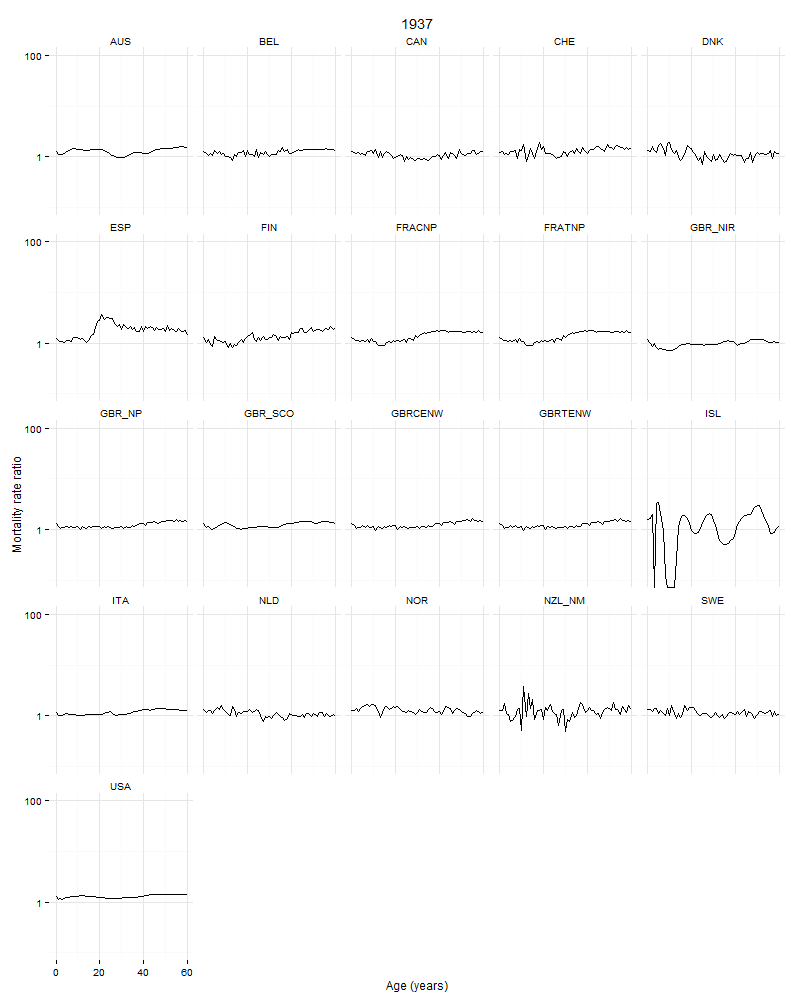 1937
AUS BEL CAN CHE DNK
100
1
ESP FIN FRACNP FRATNP GBR_NIR
100
1
GBR_NP GBR_SCO GBRCENW GBRTENW ISL
100
1
Mortality rate ratio
ITA NLD NOR NZL_NM SWE
100
1
USA
100
1
0 20 40 60
Age (years)